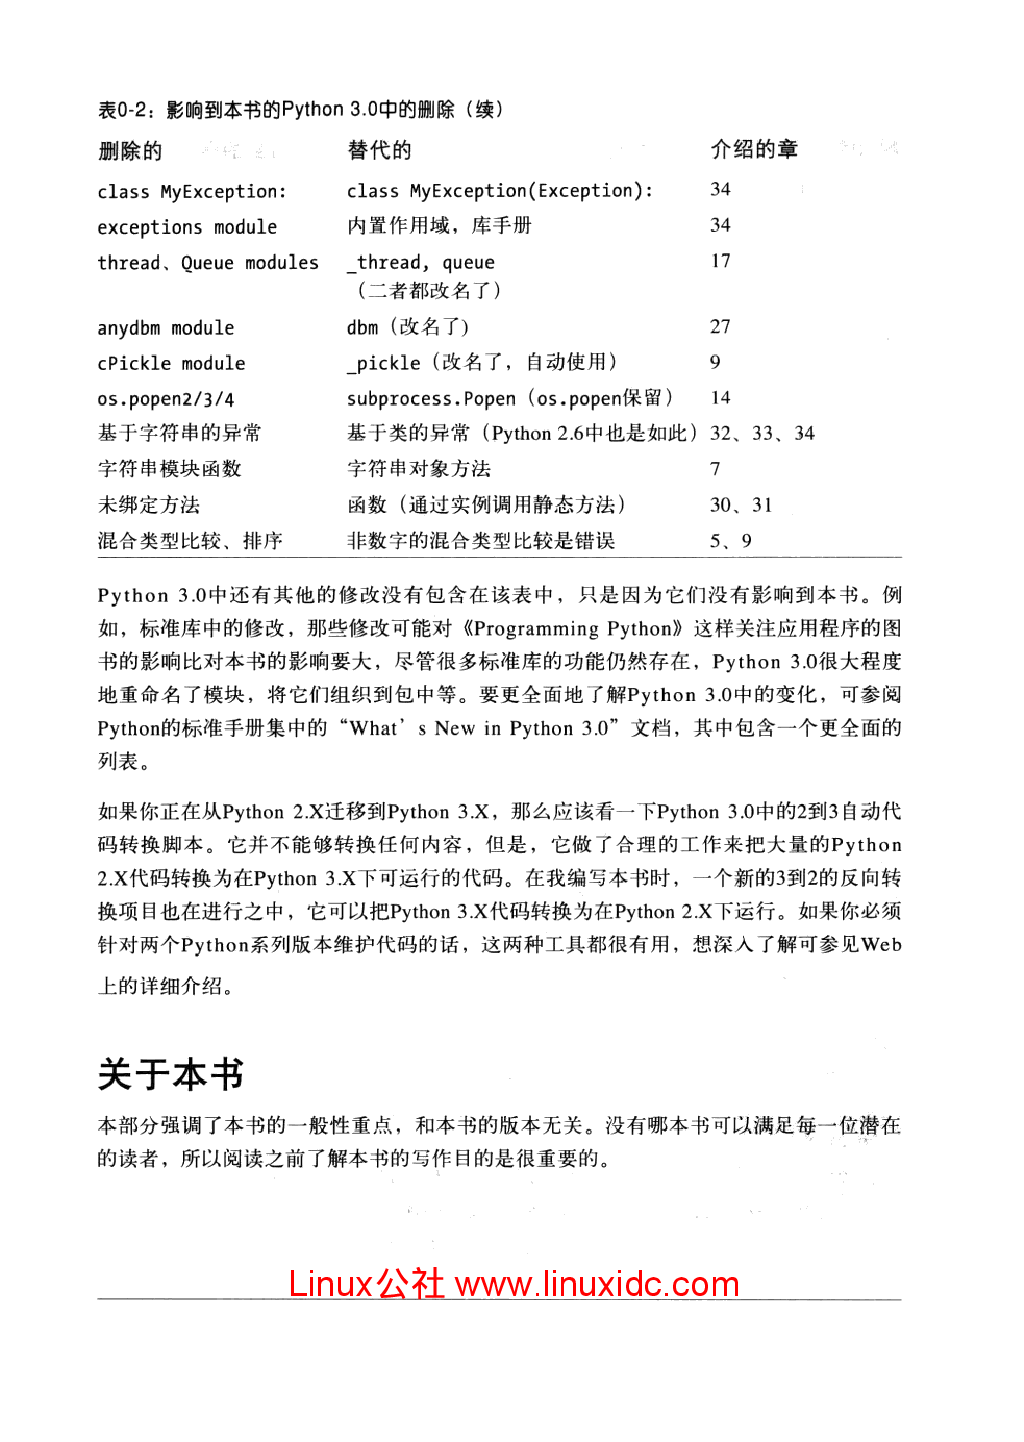 表0-2：影响到本书的Python 3.0中的删除（续）
删除的 替代的 介绍的章
class MyException: class MyException(Exception): 34
exceptions module 内置作用域，库手册 34
thread、Queue modules _thread, queue 17
（二者都改名了）
anydbm module dbm（改名了) 27
cPickle module _pickle（改名了，自动使用） 9
os.popen2/3/4 subprocess.Popen（os.popen保留） 14
基于字符串的异常 基于类的异常（Python 2.6中也是如此） 32、33、34
字符串模块函数 字符串对象方法 7
未绑定方法 函数（通过实例调用静态方法） 30、31
混合类型比较、排序 非数字的混合类型比较是错误 5、9
Python 3.0中还有其他的修改没有包含在该表中，只是因为它们没有影响到本书。例
如，标准库中的修改，那些修改可能对《Programming Python》这样关注应用程序的图
书的影响比对本书的影响要大，尽管很多标准库的功能仍然存在，Python 3.0很大程度
地重命名了模块，将它们组织到包中等。要更全面地了解Python 3.0中的变化，可参阅
Python的标准手册集中的“What’s New in Python 3.0”文档，其中包含一个更全面的
列表。
如果你正在从Python 2.X迁移到Python 3.X，那么应该看一下Python 3.0中的2到3自动代
码转换脚本。它并不能够转换任何内容，但是，它做了合理的工作来把大量的Python
2.X代码转换为在Python 3.X下可运行的代码。在我编写本书时，一个新的3到2的反向转
换项目也在进行之中，它可以把Python 3.X代码转换为在Python 2.X下运行。如果你必须
针对两个Python系列版本维护代码的话，这两种工具都很有用，想深入了解可参见Web
上的详细介绍。
关于本书
本部分强调了本书的一般性重点，和本书的版本无关。没有哪本书可以满足每一位潜在
的读者，所以阅读之前了解本书的写作目的是很重要的。
Linux公社 www.linuxidc.com